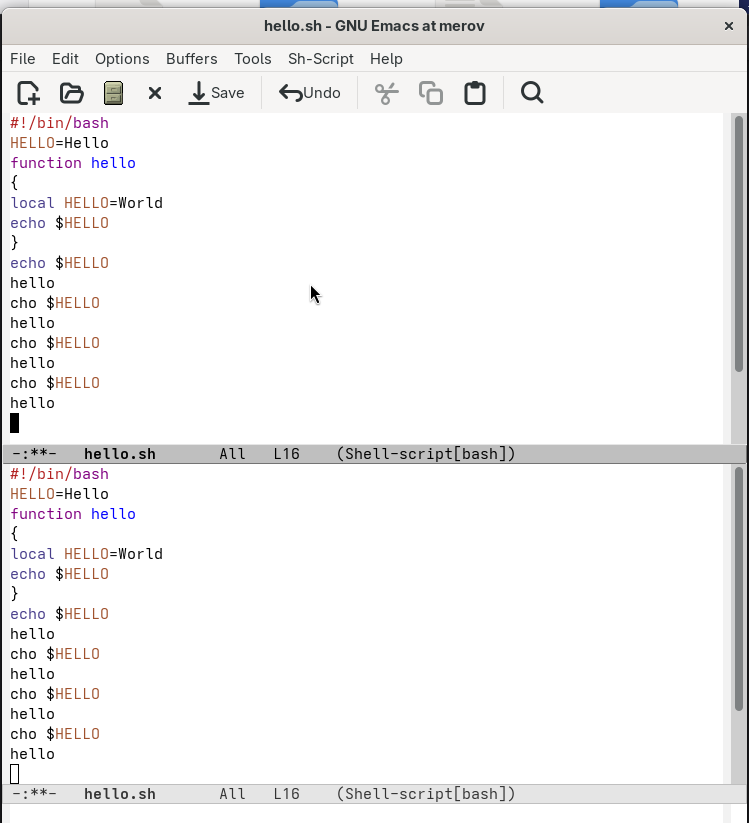 hello.sh - GNU Emacs at merov
File Edit Options Buffers Tools Sh-Script Help
Save Undo
#!/bin/bash
HELLO=Hello
function hello
{
local HELLO=World
echo $HELLO
}
echo $HELLO
hello
cho $HELLO
hello
cho $HELLO
hello
cho $HELLO
hello
-:**- hello.sh All L16 (Shell-script[bash])
#!/bin/bash
HELLO=Hello
function hello
{
local HELLO=World
echo $HELLO
}
echo $HELLO
hello
cho $HELLO
hello
cho $HELLO
hello
cho $HELLO
hello
-:**- hello.sh All L16 (Shell-script[bash])